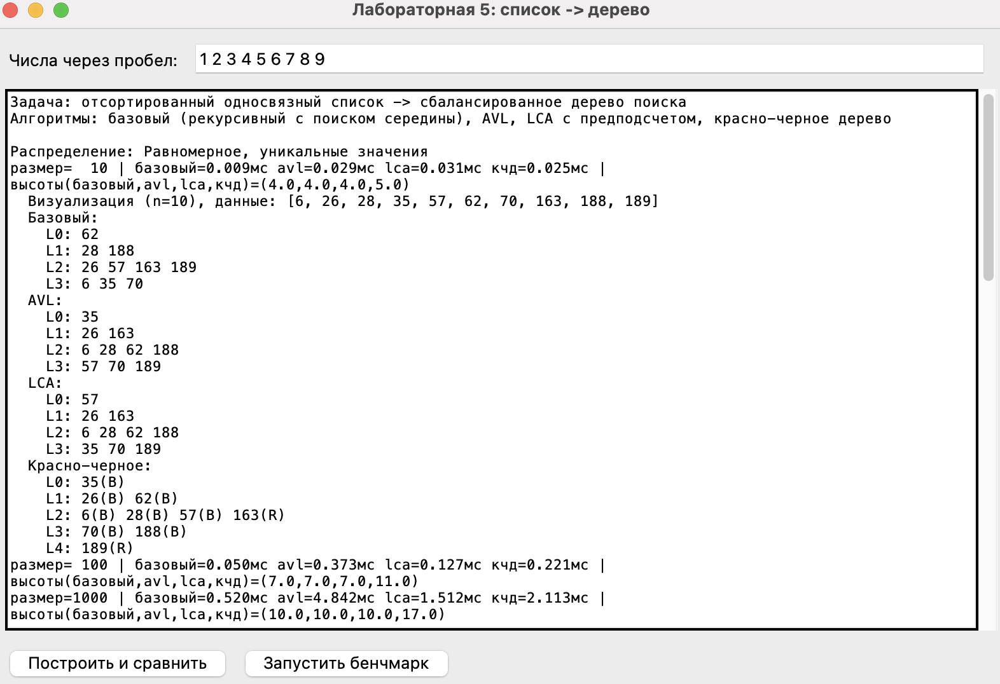 Лабораторная 5: список -> дерево
Числа через пробел: 1 2 3 4 5 6 7 8 9
Задача: отсортированный односвязный список -> сбалансированное дерево поиска
Алгоритмы: базовый (рекурсивный с поиском середины), AVL, LCA с предподсчетом, красно-черное дерево
Распределение: Равномерное, уникальные значения
размер=  10 | базовый=0.009мс avl=0.029мс lca=0.031мс кчд=0.025мс |
высоты(базовый,avl,lca,кчд)=(4.0,4.0,4.0,5.0)
  Визуализация (n=10), данные: [6, 26, 28, 35, 57, 62, 70, 163, 188, 189]
  Базовый:
    L0: 62
    L1: 28 188
    L2: 26 57 163 189
    L3: 6 35 70
  AVL:
    L0: 35
    L1: 26 163
    L2: 6 28 62 188
    L3: 57 70 189
  LCA:
    L0: 57
    L1: 26 163
    L2: 6 28 62 188
    L3: 35 70 189
  Красно-черное:
    L0: 35(B)
    L1: 26(B) 62(B)
    L2: 6(B) 28(B) 57(B) 163(R)
    L3: 70(B) 188(B)
    L4: 189(R)
размер= 100 | базовый=0.050мс avl=0.373мс lca=0.127мс кчд=0.221мс |
высоты(базовый,avl,lca,кчд)=(7.0,7.0,7.0,11.0)
размер=1000 | базовый=0.520мс avl=4.842мс lca=1.512мс кчд=2.113мс |
высоты(базовый,avl,lca,кчд)=(10.0,10.0,10.0,17.0)
Построить и сравнить Запустить бенчмарк